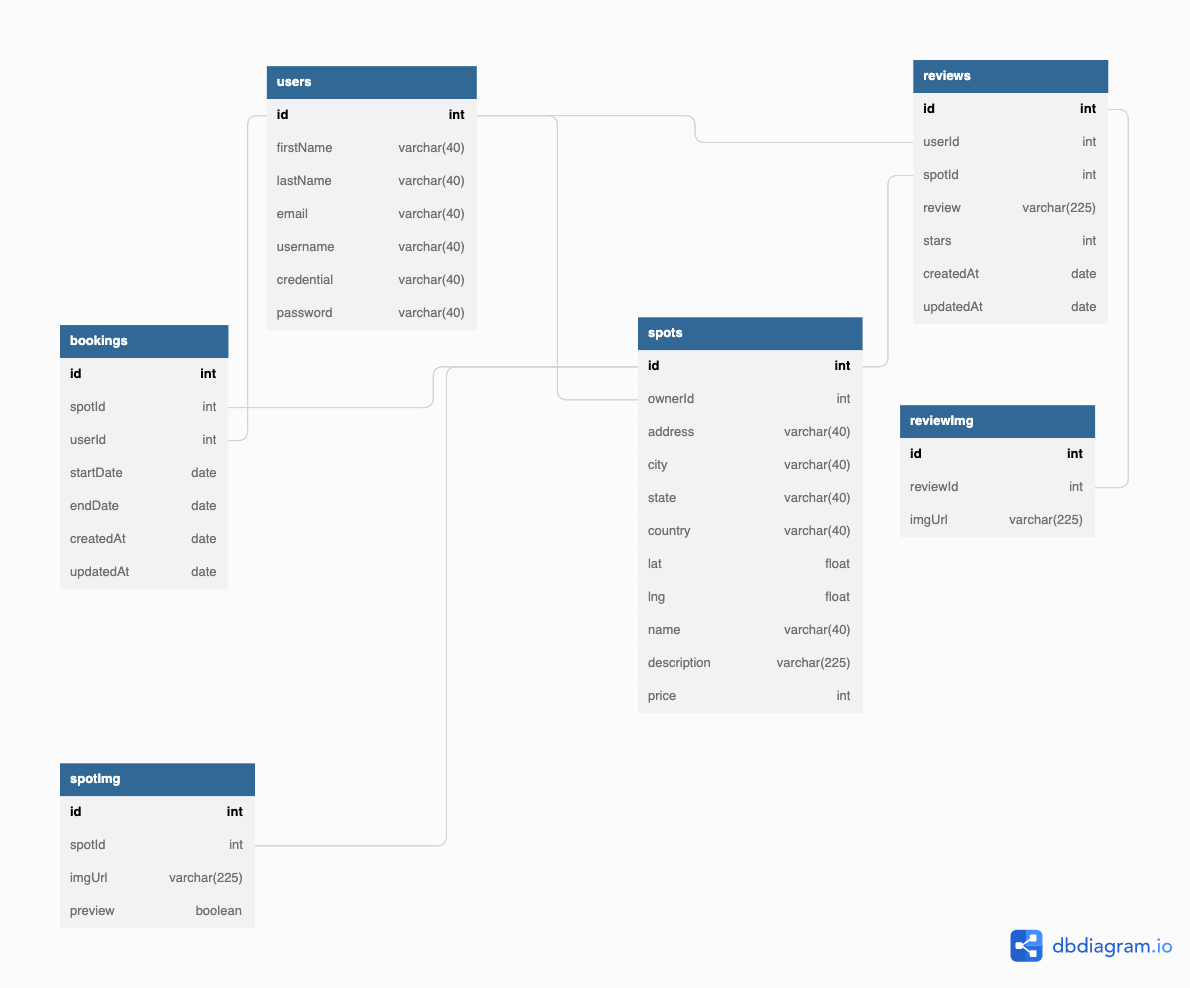 users
id int
firstName varchar(40)
lastName varchar(40)
email varchar(40)
username varchar(40)
credential varchar(40)
password varchar(40)
reviews
id int
userId int
spotId int
review varchar(225)
stars int
createdAt date
updatedAt date
bookings
id int
spotId int
userId int
startDate date
endDate date
createdAt date
updatedAt date
spots
id int
ownerId int
address varchar(40)
city varchar(40)
state varchar(40)
country varchar(40)
lat float
lng float
name varchar(40)
description varchar(225)
price int
reviewImg
id int
reviewId int
imgUrl varchar(225)
spotImg
id int
spotId int
imgUrl varchar(225)
preview boolean
dbdiagram.io